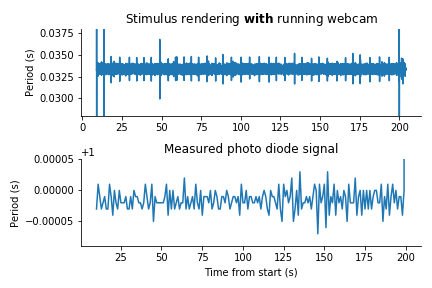 Stimulus rendering with running webcam
Period (s)
0.0375
0.0350
0.0325
0.0300
0 25 50 75 100 125 150 175 200
Measured photo diode signal
+1
Period (s)
0.00005
0.00000
−0.00005
25 50 75 100 125 150 175 200
Time from start (s)